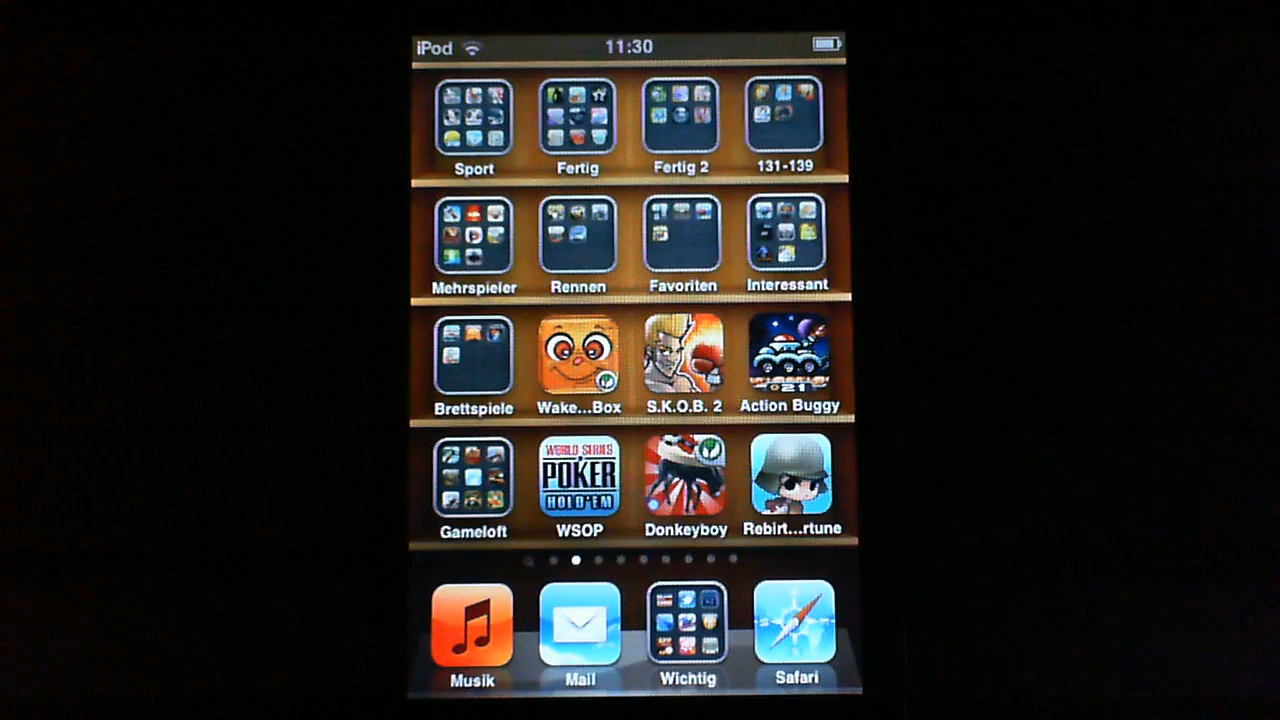 iPod 11:30
Sport Fertig Fertig 2 131-139
Mehrspieler Rennen Favoriten Interessant
Brettspiele Wake...Box S.K.O.B. 2 Action Buggy
21
WORLD SERIES
POKER
HOLD'EM
Gameloft WSOP Donkeyboy Rebirt...rtune
Musik Mail Wichtig Safari